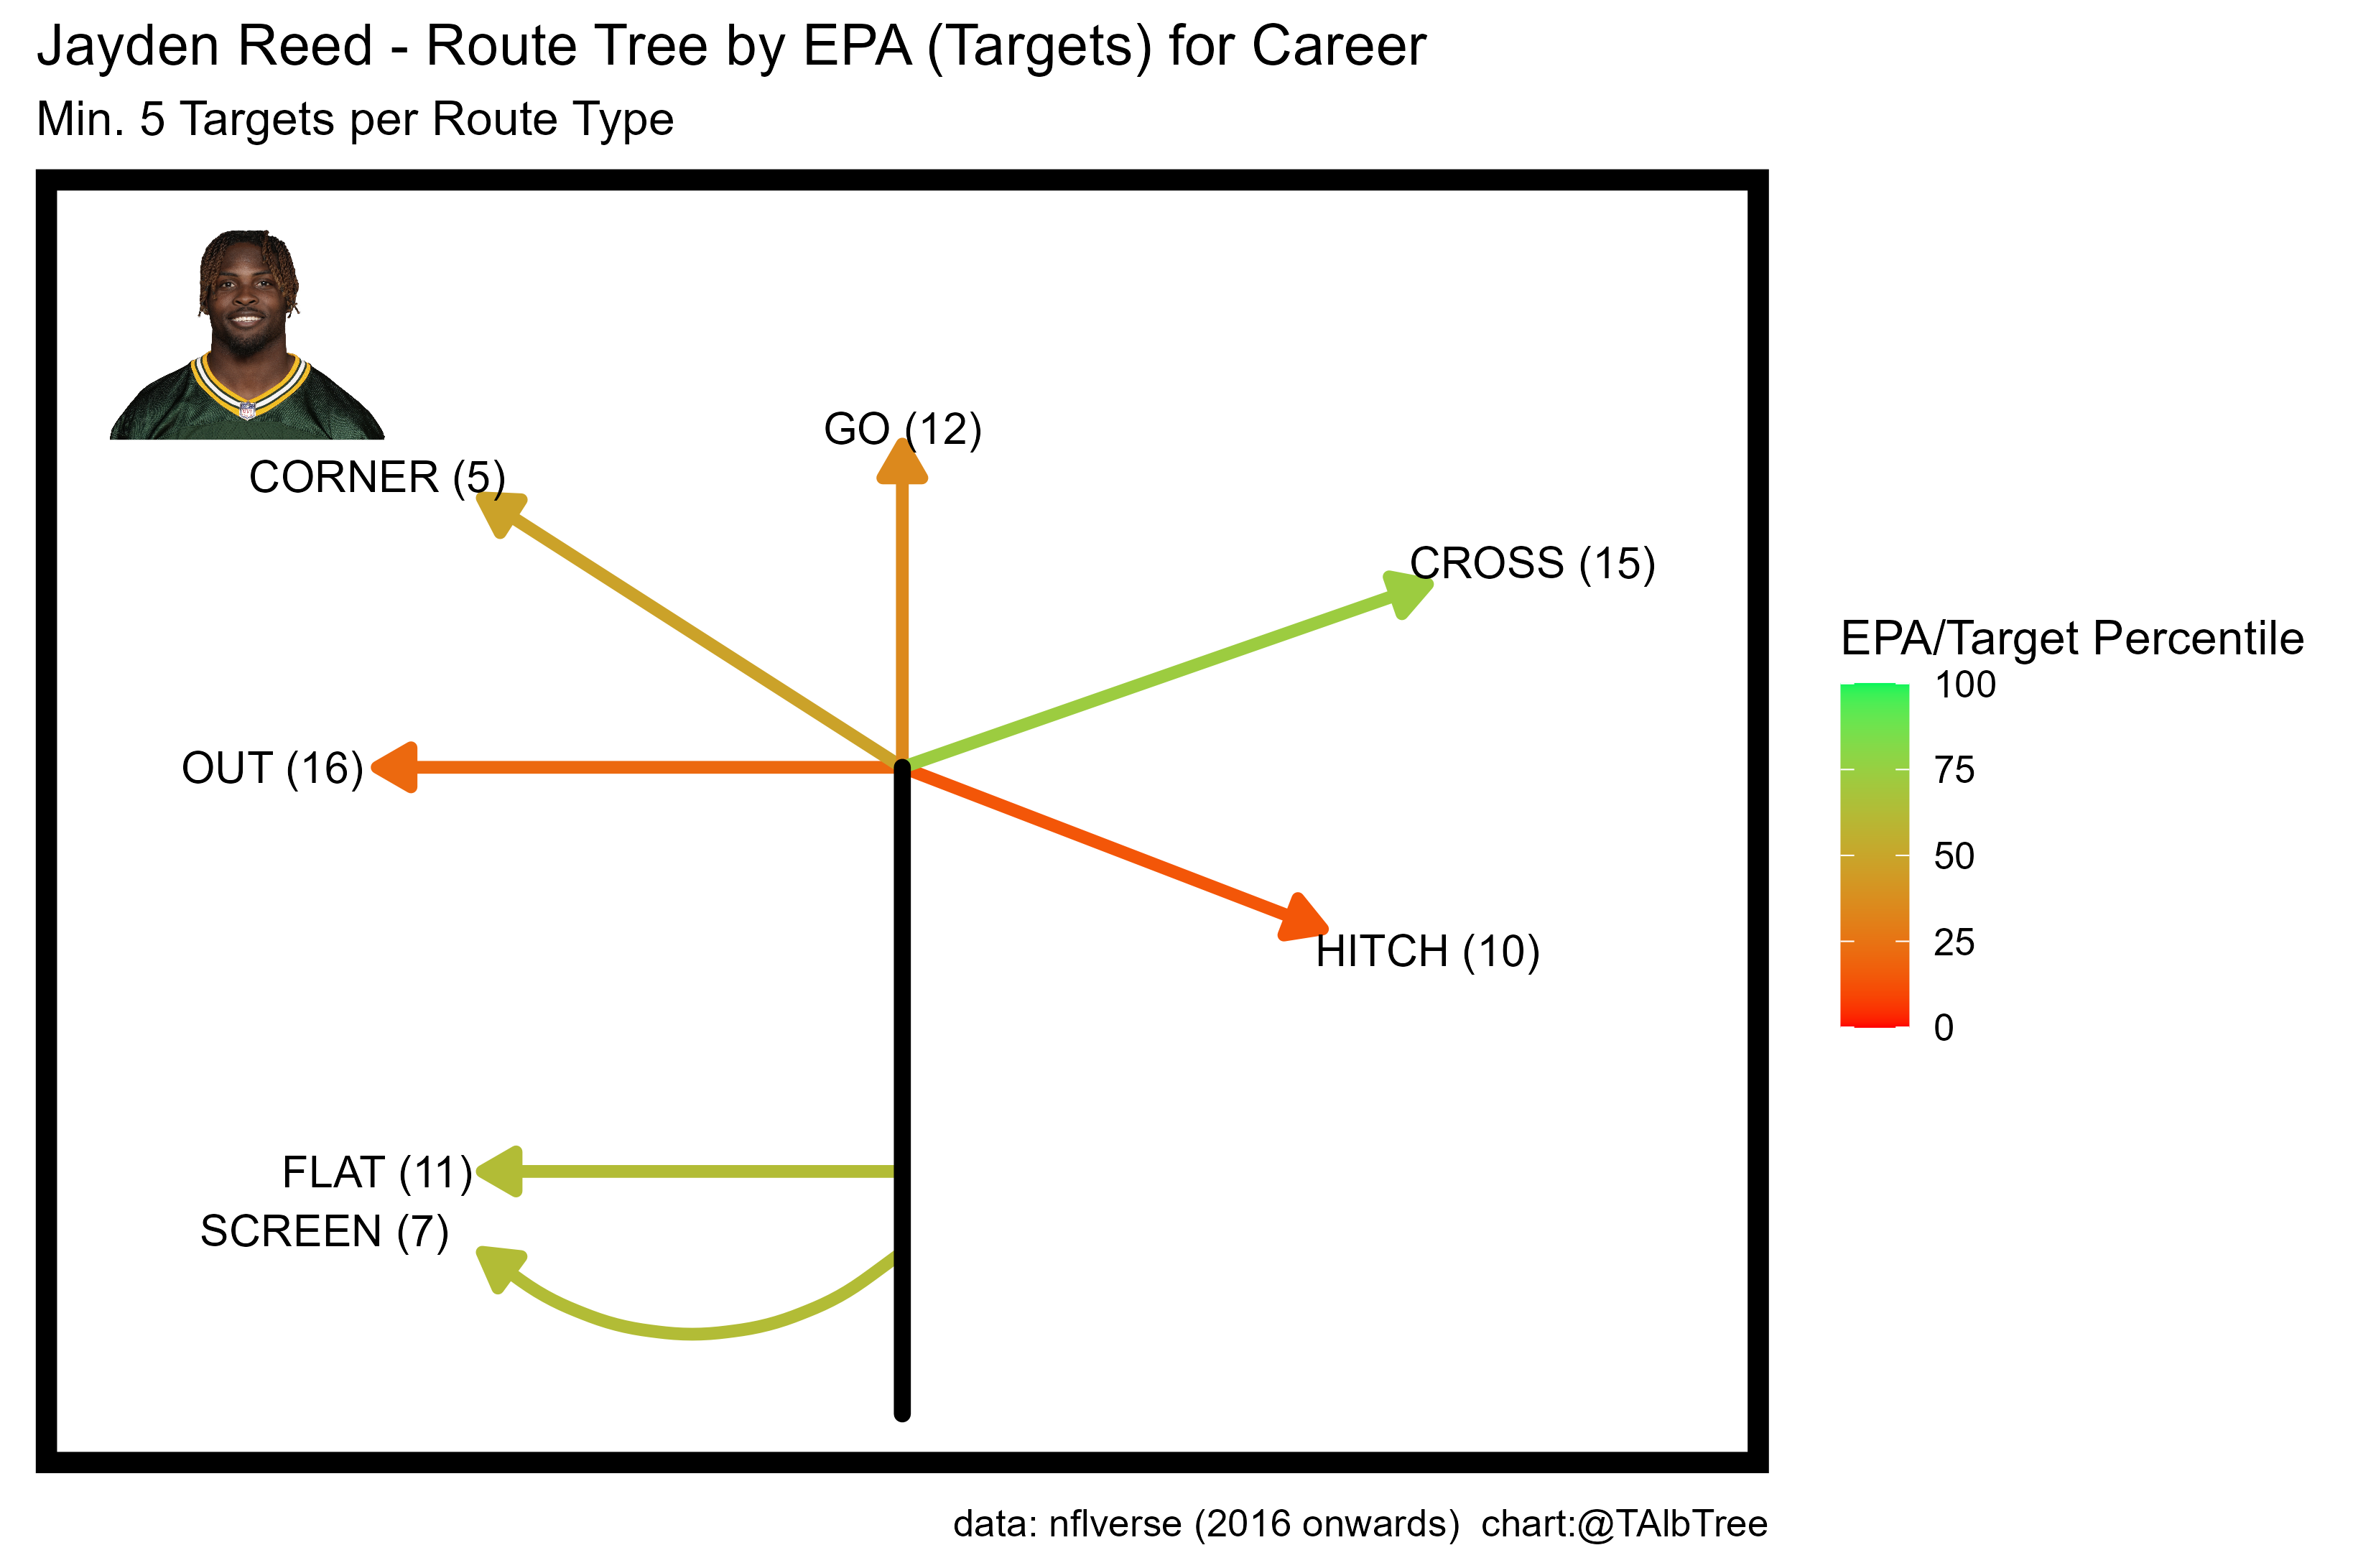 Jayden Reed - Route Tree by EPA (Targets) for Career
Min. 5 Targets per Route Type
GO (12)
CORNER (5)
CROSS (15)
OUT (16)
HITCH (10)
FLAT (11)
SCREEN (7)
EPA/Target Percentile
100
75
50
25
0
data: nflverse (2016 onwards)  chart:@TAlbTree